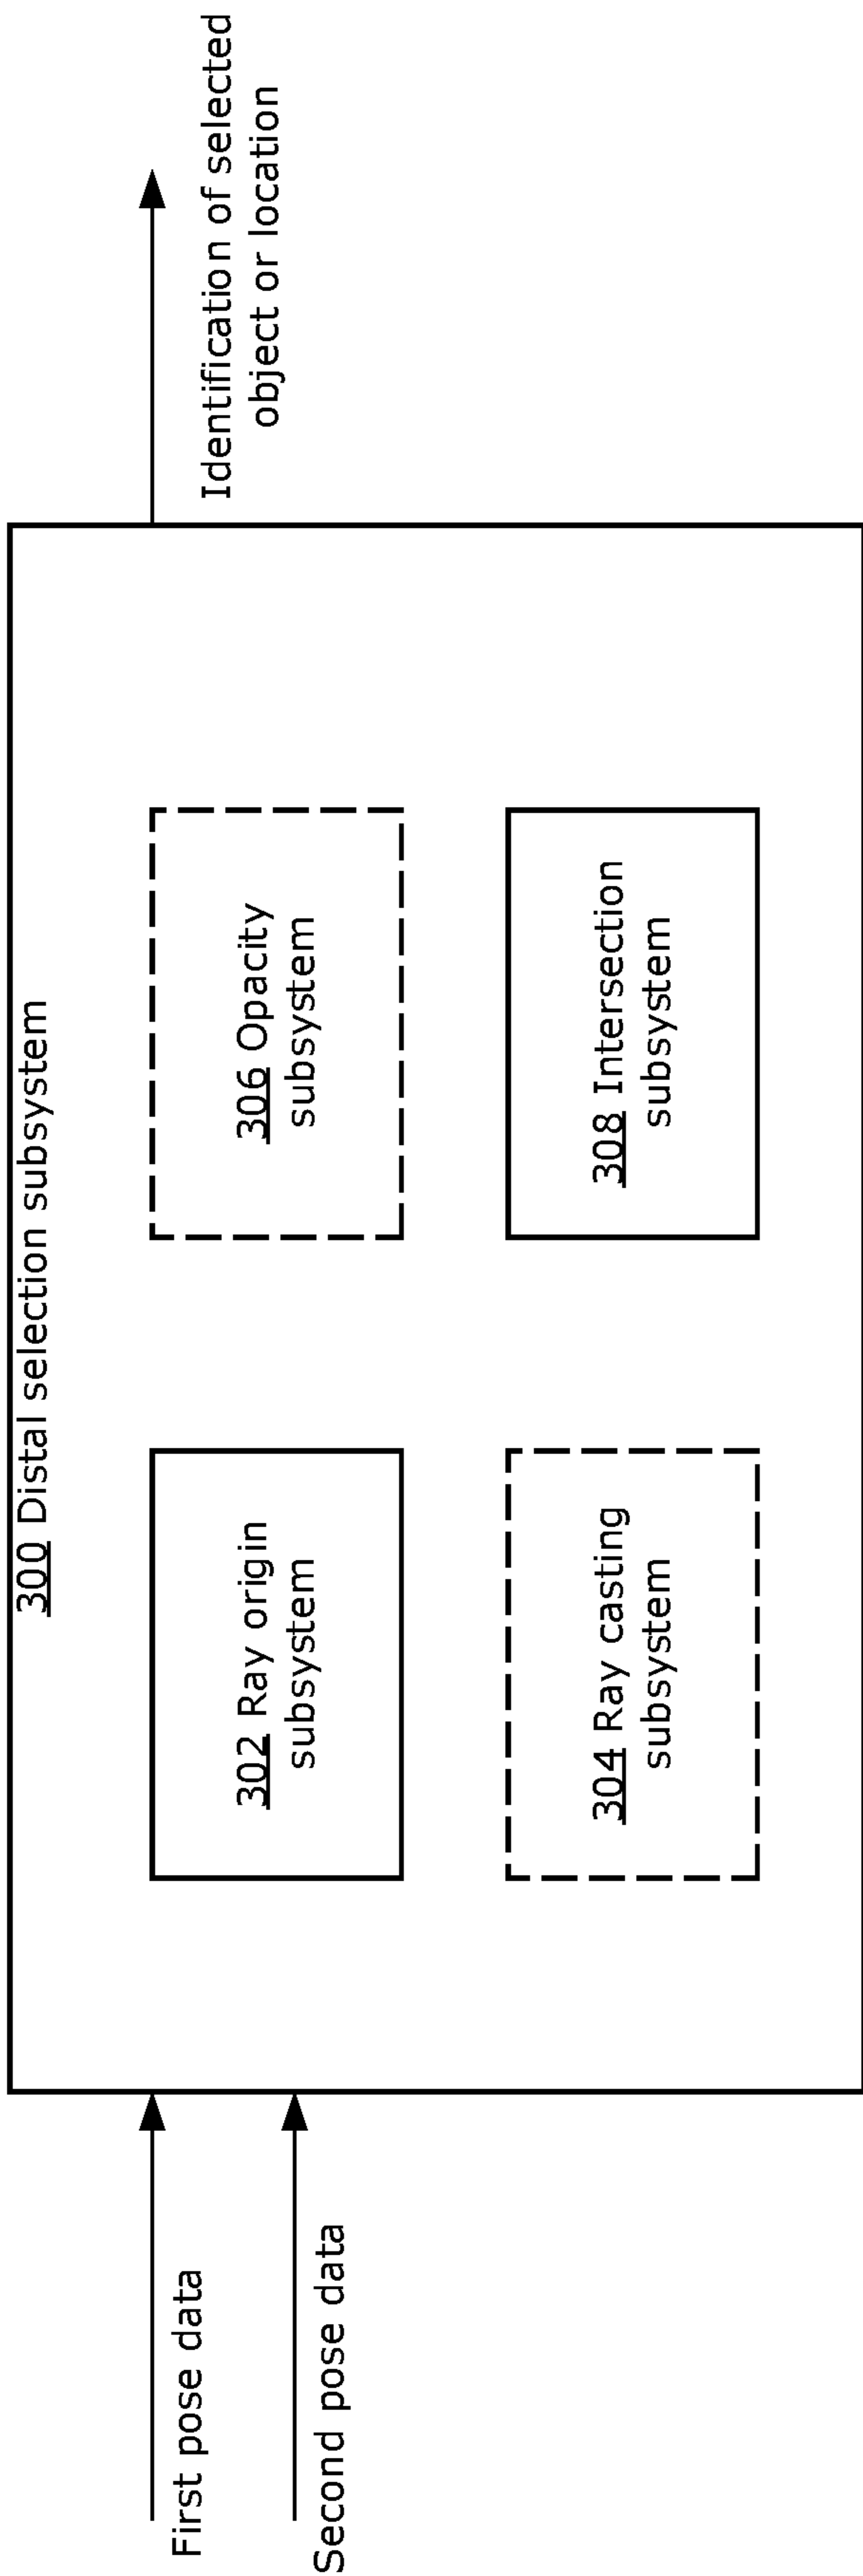 300 Distal selection subsystem
First pose data
Second pose data
302 Ray origin
subsystem
306 Opacity
subsystem
304 Ray casting
subsystem
308 Intersection
subsystem
Identification of selected
object or location